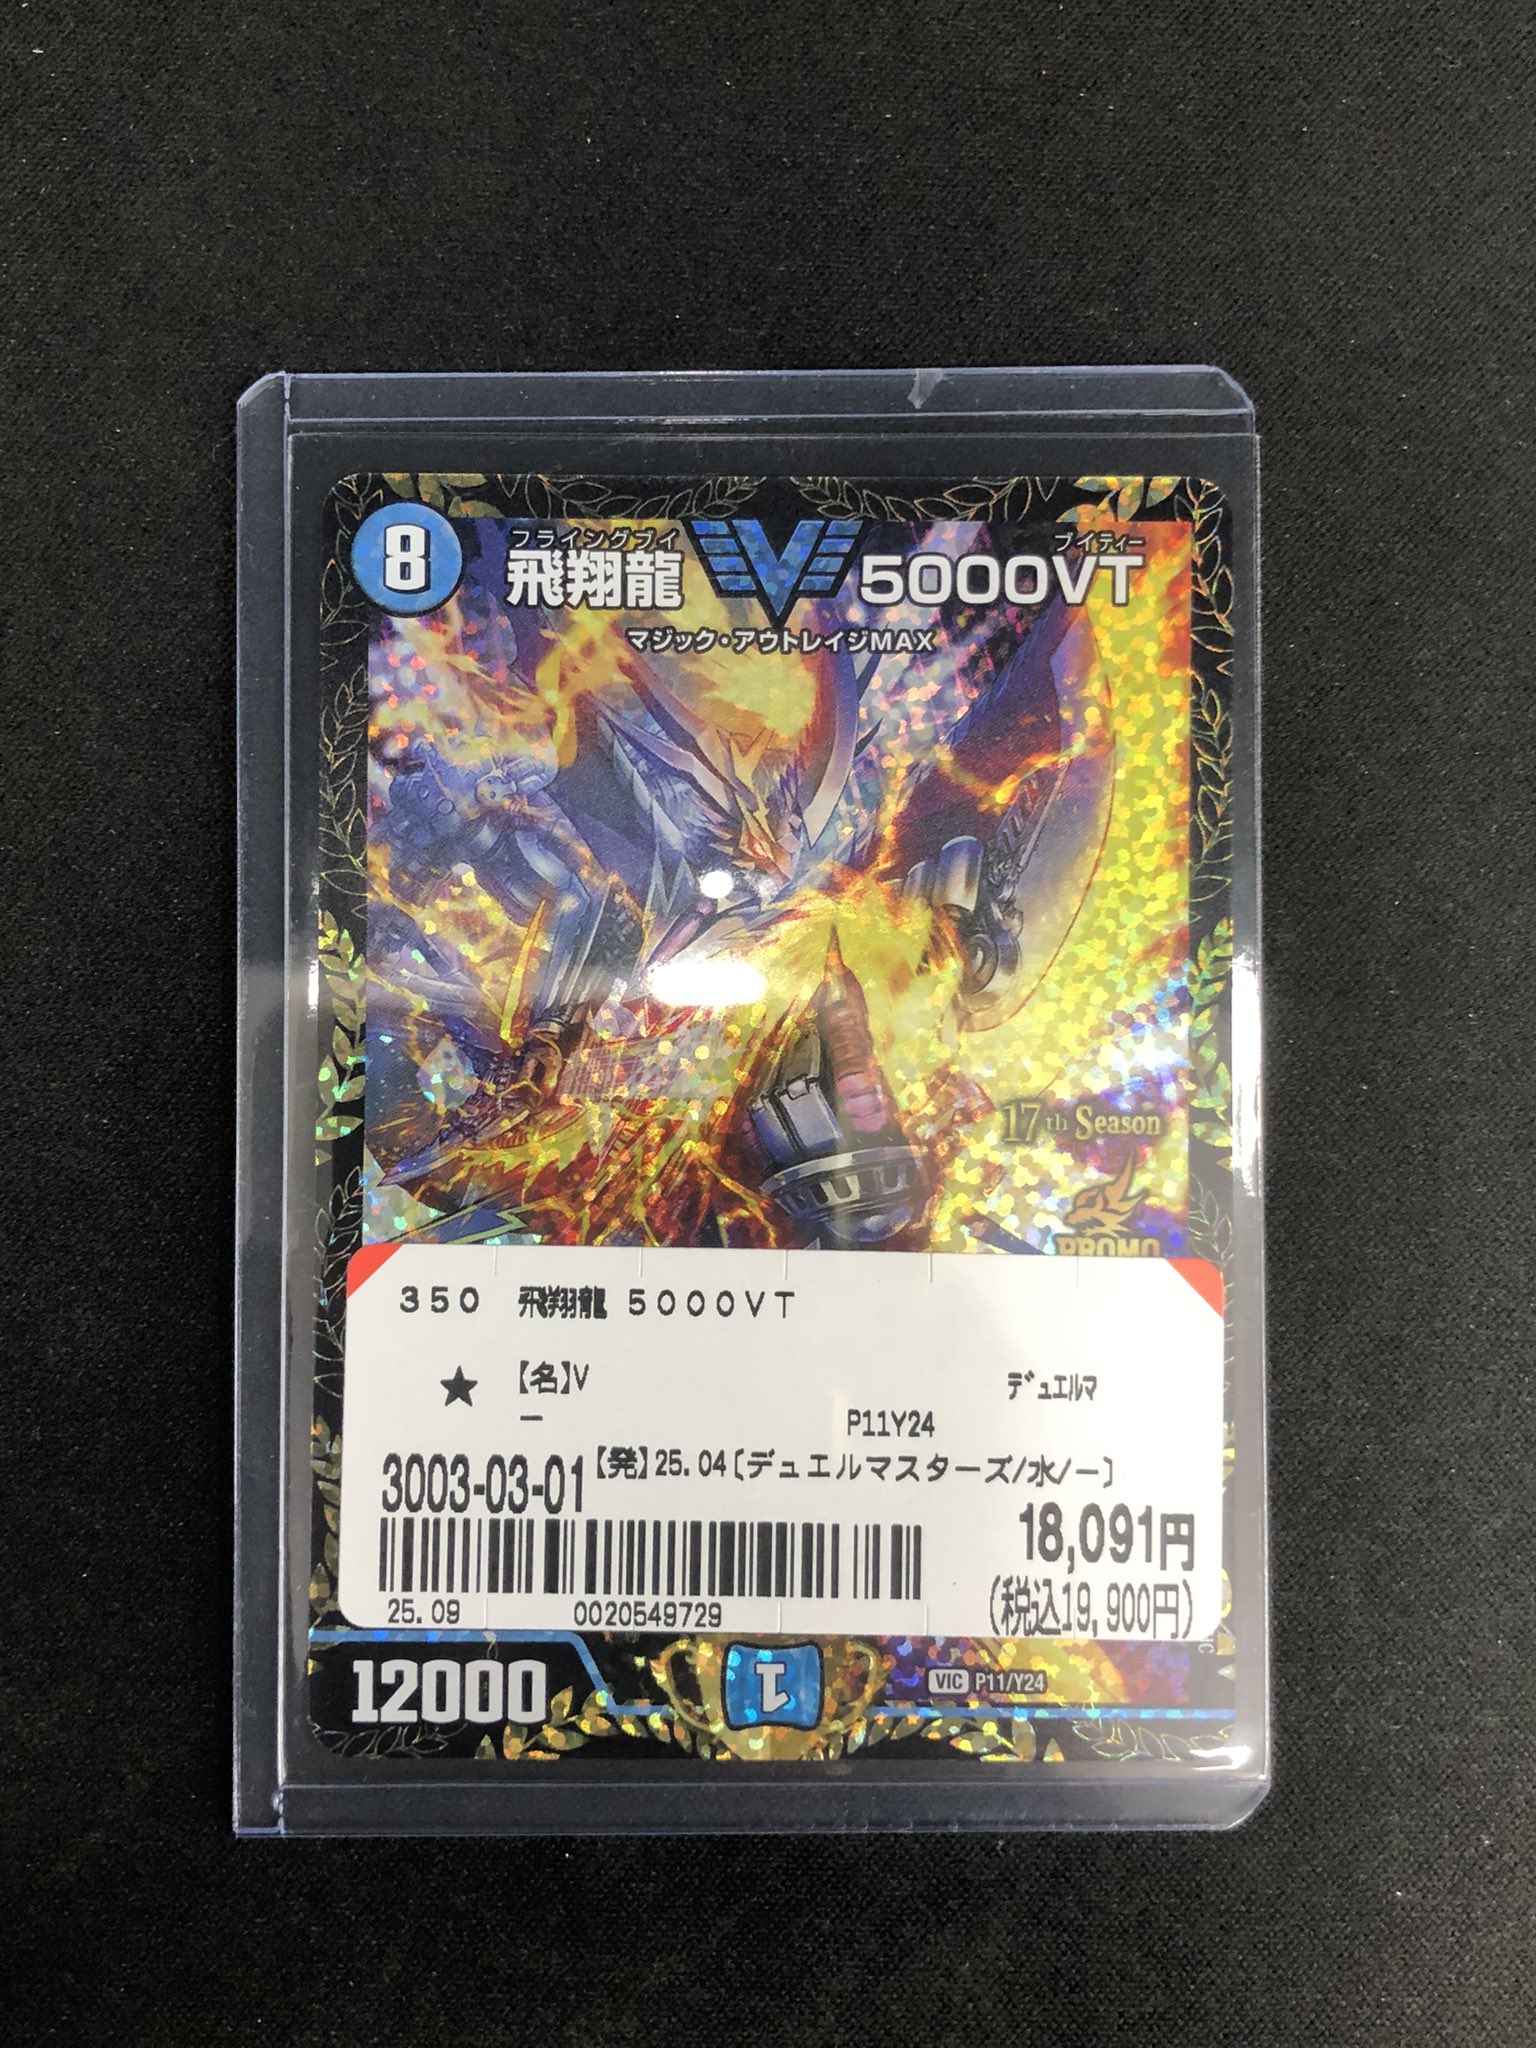 8
フライングブイ ブイティー
飛翔龍 5000VT
マジック・アウトレイジMAX
17th Season
PROMO
350 飛翔龍 5000VT
★ 【名】V デュエルマ
ー P11Y24
3003-03-01 【発】25.04〔デュエルマスターズ/水/ー〕
18,091円
(税込19,900円)
25.09 0020549729
12000
1
VIC P11/Y24